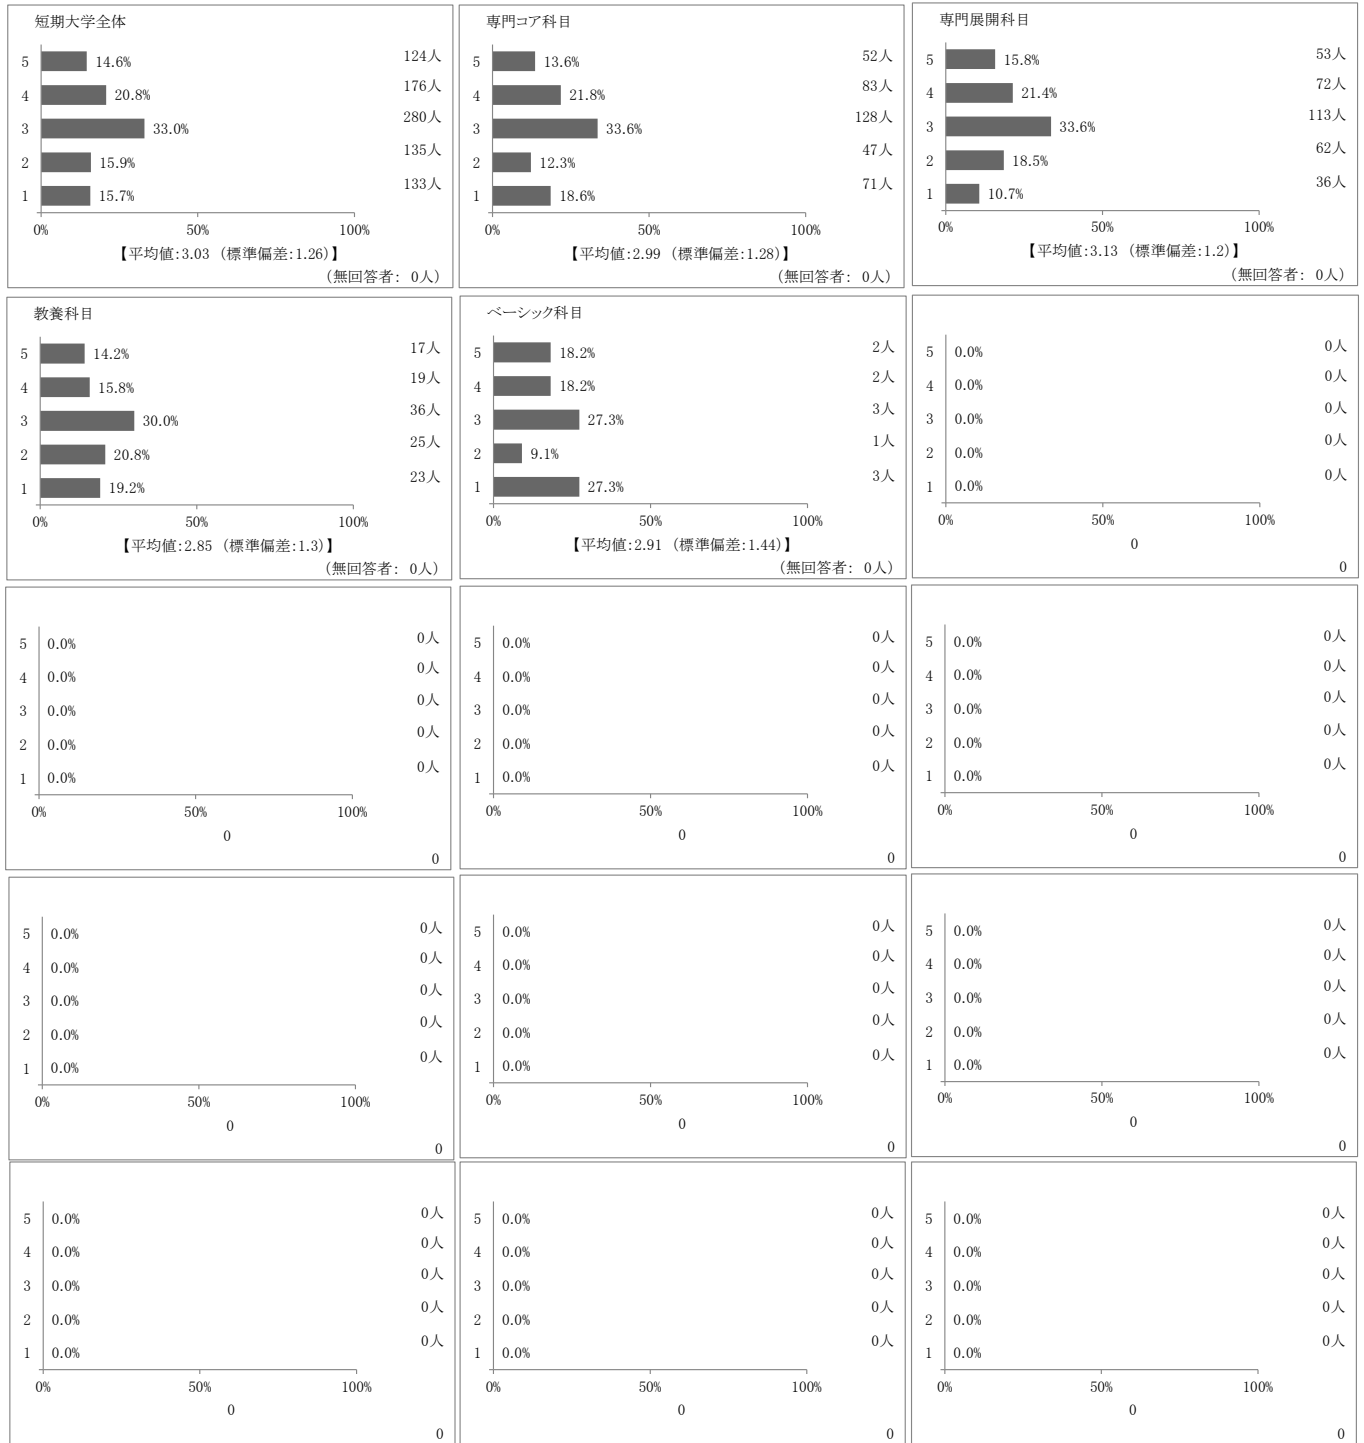 短期大学全体
5 14.6% 124人
4 20.8% 176人
3 33.0% 280人
2 15.9% 135人
1 15.7% 133人
0% 50% 100%
【平均値:3.03 (標準偏差:1.26)】
(無回答者: 0人)
専門コア科目
5 13.6% 52人
4 21.8% 83人
3 33.6% 128人
2 12.3% 47人
1 18.6% 71人
0% 50% 100%
【平均値:2.99 (標準偏差:1.28)】
(無回答者: 0人)
専門展開科目
5 15.8% 53人
4 21.4% 72人
3 33.6% 113人
2 18.5% 62人
1 10.7% 36人
0% 50% 100%
【平均値:3.13 (標準偏差:1.2)】
(無回答者: 0人)
教養科目
5 14.2% 17人
4 15.8% 19人
3 30.0% 36人
2 20.8% 25人
1 19.2% 23人
0% 50% 100%
【平均値:2.85 (標準偏差:1.3)】
(無回答者: 0人)
ベーシック科目
5 18.2% 2人
4 18.2% 2人
3 27.3% 3人
2 9.1% 1人
1 27.3% 3人
0% 50% 100%
【平均値:2.91 (標準偏差:1.44)】
(無回答者: 0人)
5 0.0% 0人
4 0.0% 0人
3 0.0% 0人
2 0.0% 0人
1 0.0% 0人
0% 50% 100%
0
0
5 0.0% 0人
4 0.0% 0人
3 0.0% 0人
2 0.0% 0人
1 0.0% 0人
0% 50% 100%
0
0
5 0.0% 0人
4 0.0% 0人
3 0.0% 0人
2 0.0% 0人
1 0.0% 0人
0% 50% 100%
0
0
5 0.0% 0人
4 0.0% 0人
3 0.0% 0人
2 0.0% 0人
1 0.0% 0人
0% 50% 100%
0
0
5 0.0% 0人
4 0.0% 0人
3 0.0% 0人
2 0.0% 0人
1 0.0% 0人
0% 50% 100%
0
0
5 0.0% 0人
4 0.0% 0人
3 0.0% 0人
2 0.0% 0人
1 0.0% 0人
0% 50% 100%
0
0
5 0.0% 0人
4 0.0% 0人
3 0.0% 0人
2 0.0% 0人
1 0.0% 0人
0% 50% 100%
0
0
5 0.0% 0人
4 0.0% 0人
3 0.0% 0人
2 0.0% 0人
1 0.0% 0人
0% 50% 100%
0
0
5 0.0% 0人
4 0.0% 0人
3 0.0% 0人
2 0.0% 0人
1 0.0% 0人
0% 50% 100%
0
0
5 0.0% 0人
4 0.0% 0人
3 0.0% 0人
2 0.0% 0人
1 0.0% 0人
0% 50% 100%
0
0